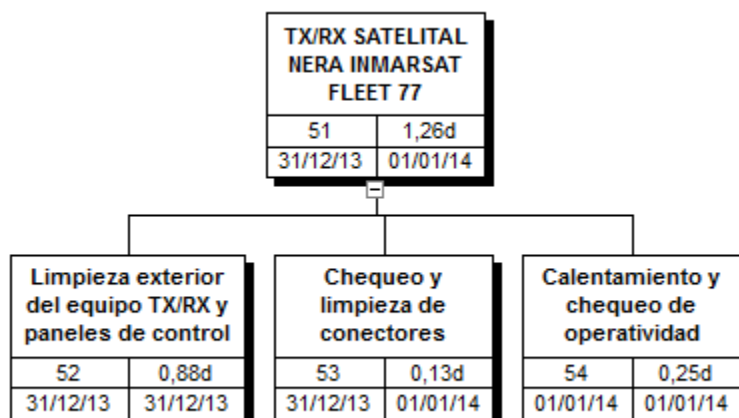 TX/RX SATELITAL
NERA INMARSAT
FLEET 77
51 1,26d
31/12/13 01/01/14
Limpieza exterior
del equipo TX/RX y
paneles de control
52 0,88d
31/12/13 31/12/13
Chequeo y
limpieza de
conectores
53 0,13d
31/12/13 01/01/14
Calentamiento y
chequeo de
operatividad
54 0,25d
01/01/14 01/01/14